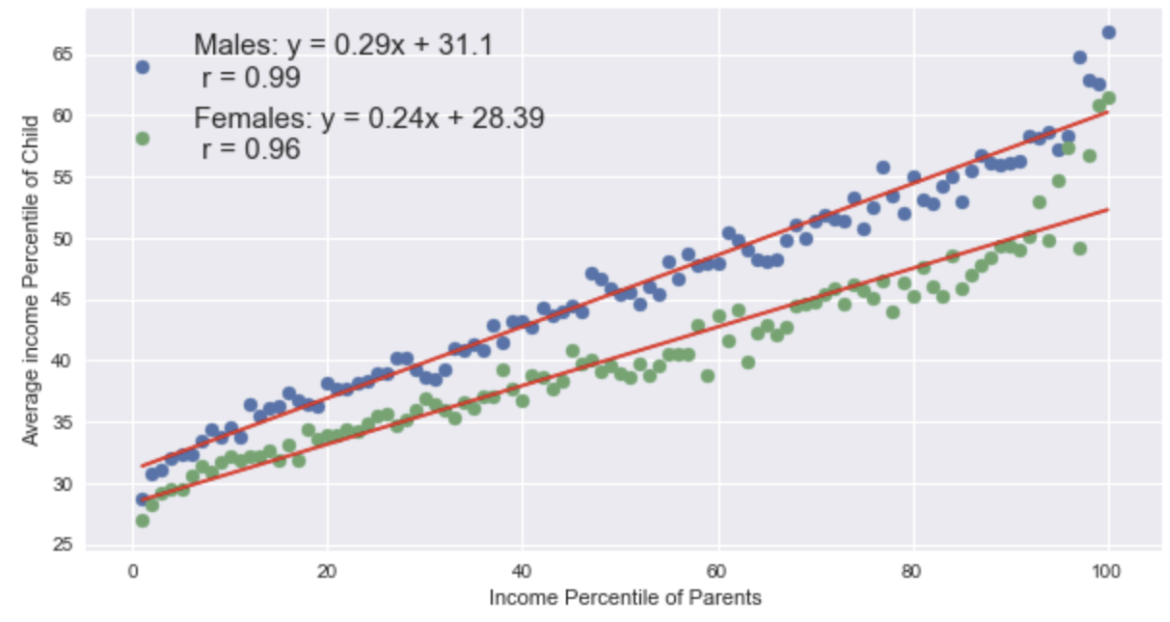 Males: y = 0.29x + 31.1
r = 0.99
Females: y = 0.24x + 28.39
r = 0.96
Average income Percentile of Child
65
60
55
50
45
40
35
30
25
0 20 40 60 80 100
Income Percentile of Parents